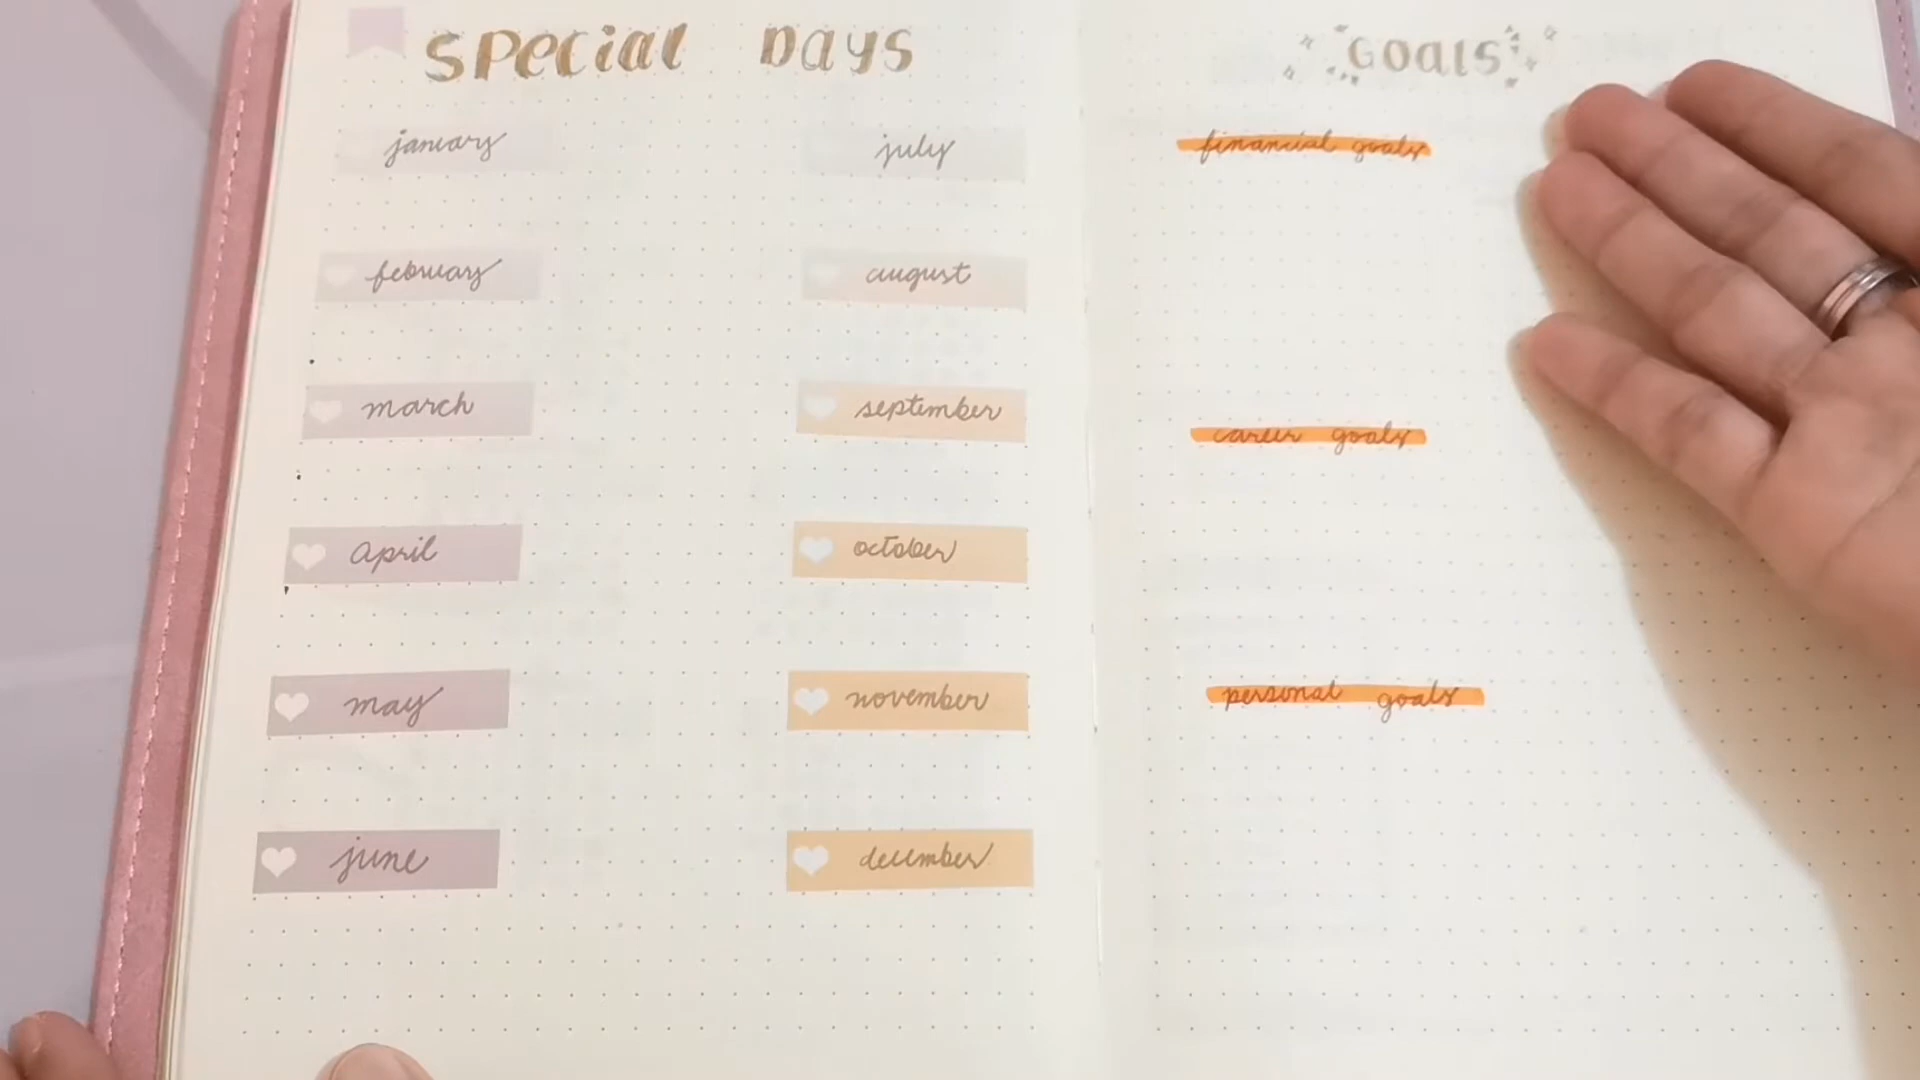 Special Days
january
february
march
april
may
june
july
august
september
october
november
december
GOALS
financial goals
career goals
personal goals